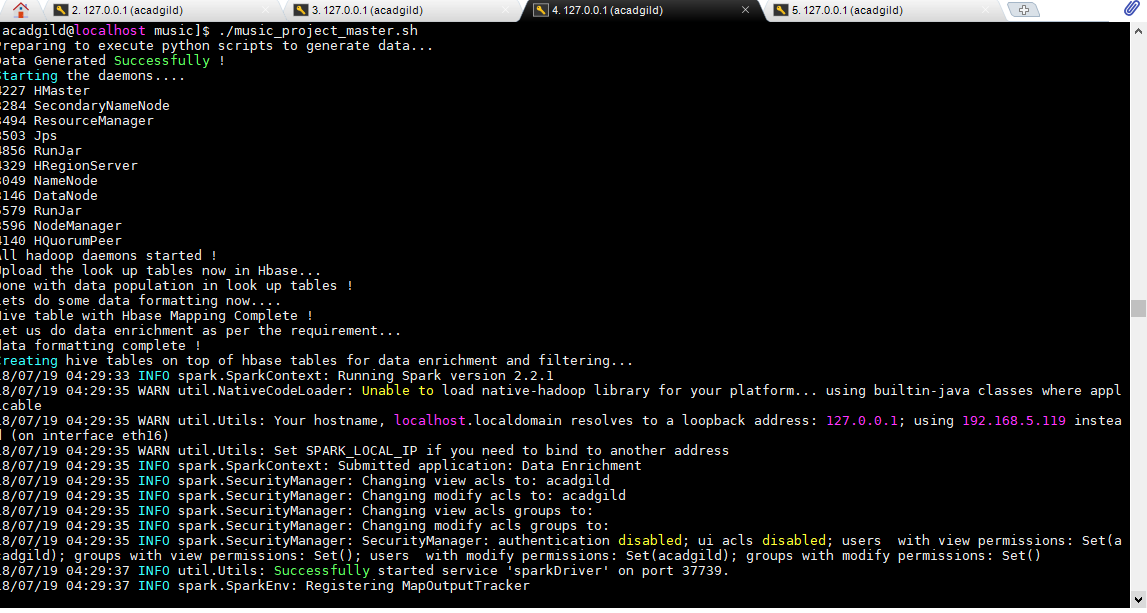 2. 127.0.0.1 (acadgild)
3. 127.0.0.1 (acadgild)
4. 127.0.0.1 (acadgild)
5. 127.0.0.1 (acadgild)
acadgild@localhost music]$ ./music_project_master.sh
reparing to execute python scripts to generate data...
ata Generated Successfully !
tarting the daemons....
4227 HMaster
3284 SecondaryNameNode
3494 ResourceManager
3503 Jps
4856 RunJar
4329 HRegionServer
3049 NameNode
3146 DataNode
5579 RunJar
3596 NodeManager
4140 HQuorumPeer
ll hadoop daemons started !
pload the look up tables now in Hbase...
one with data population in look up tables !
ets do some data formatting now....
ive table with Hbase Mapping Complete !
et us do data enrichment as per the requirement...
data formatting complete !
reating hive tables on top of hbase tables for data enrichment and filtering...
8/07/19 04:29:33 INFO spark.SparkContext: Running Spark version 2.2.1
8/07/19 04:29:35 WARN util.NativeCodeLoader: Unable to load native-hadoop library for your platform... using builtin-java classes where appl
icable
8/07/19 04:29:35 WARN util.Utils: Your hostname, localhost.localdomain resolves to a loopback address: 127.0.0.1; using 192.168.5.119 instea
d (on interface eth16)
8/07/19 04:29:35 WARN util.Utils: Set SPARK_LOCAL_IP if you need to bind to another address
8/07/19 04:29:35 INFO spark.SparkContext: Submitted application: Data Enrichment
8/07/19 04:29:35 INFO spark.SecurityManager: Changing view acls to: acadgild
8/07/19 04:29:35 INFO spark.SecurityManager: Changing modify acls to: acadgild
8/07/19 04:29:35 INFO spark.SecurityManager: Changing view acls groups to:
8/07/19 04:29:35 INFO spark.SecurityManager: Changing modify acls groups to:
8/07/19 04:29:35 INFO spark.SecurityManager: SecurityManager: authentication disabled; ui acls disabled; users  with view permissions: Set(a
cadgild); groups with view permissions: Set(); users  with modify permissions: Set(acadgild); groups with modify permissions: Set()
8/07/19 04:29:37 INFO util.Utils: Successfully started service 'sparkDriver' on port 37739.
8/07/19 04:29:37 INFO spark.SparkEnv: Registering MapOutputTracker